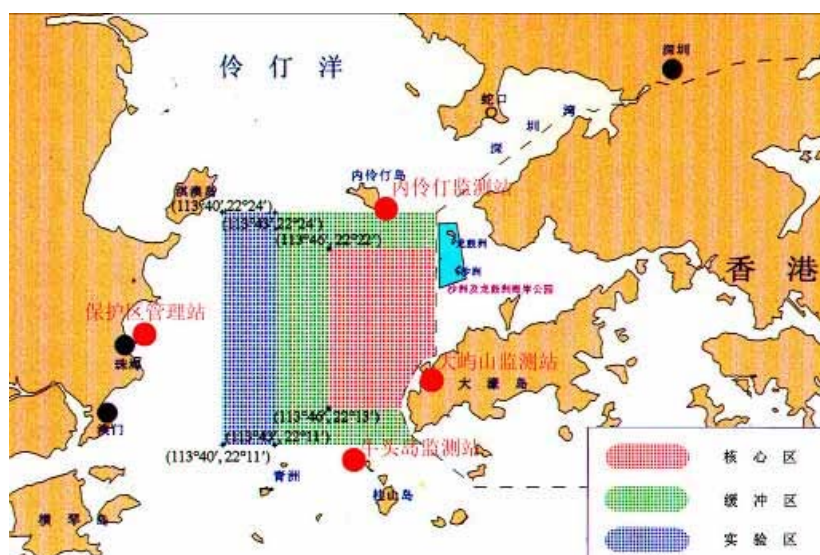 伶仃洋
深圳
蛇口
深圳湾
内伶仃岛
内伶仃监测站
淇澳岛
(113°40′, 22°24′)
(113°43′, 22°24′)
(113°46′, 22°22′)
龙鼓洲
沙洲
沙洲及龙鼓洲海岸公园
香港
保护区管理站
珠海
大屿山监测站
大濠岛
澳门
(113°46′, 22°13′)
(113°43′, 22°11′)
(113°40′, 22°11′)
牛头岛监测站
青洲
桂山岛
横琴岛
核心区
缓冲区
实验区